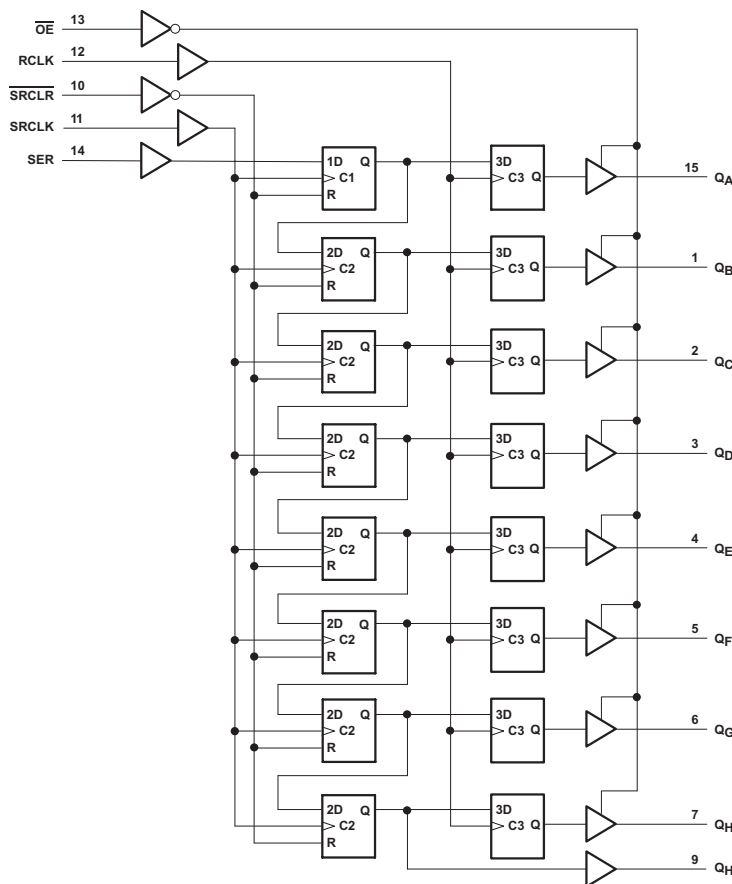 OE 13
RCLK 12
SRCLR 10
SRCLK 11
SER 14
1D Q
C1
R
3D
C3 Q
15 QA
2D Q
C2
R
3D
C3 Q
1 QB
2D Q
C2
R
3D
C3 Q
2 QC
2D Q
C2
R
3D
C3 Q
3 QD
2D Q
C2
R
3D
C3 Q
4 QE
2D Q
C2
R
3D
C3 Q
5 QF
2D Q
C2
R
3D
C3 Q
6 QG
2D Q
C2
R
3D
C3 Q
7 QH
9 QH